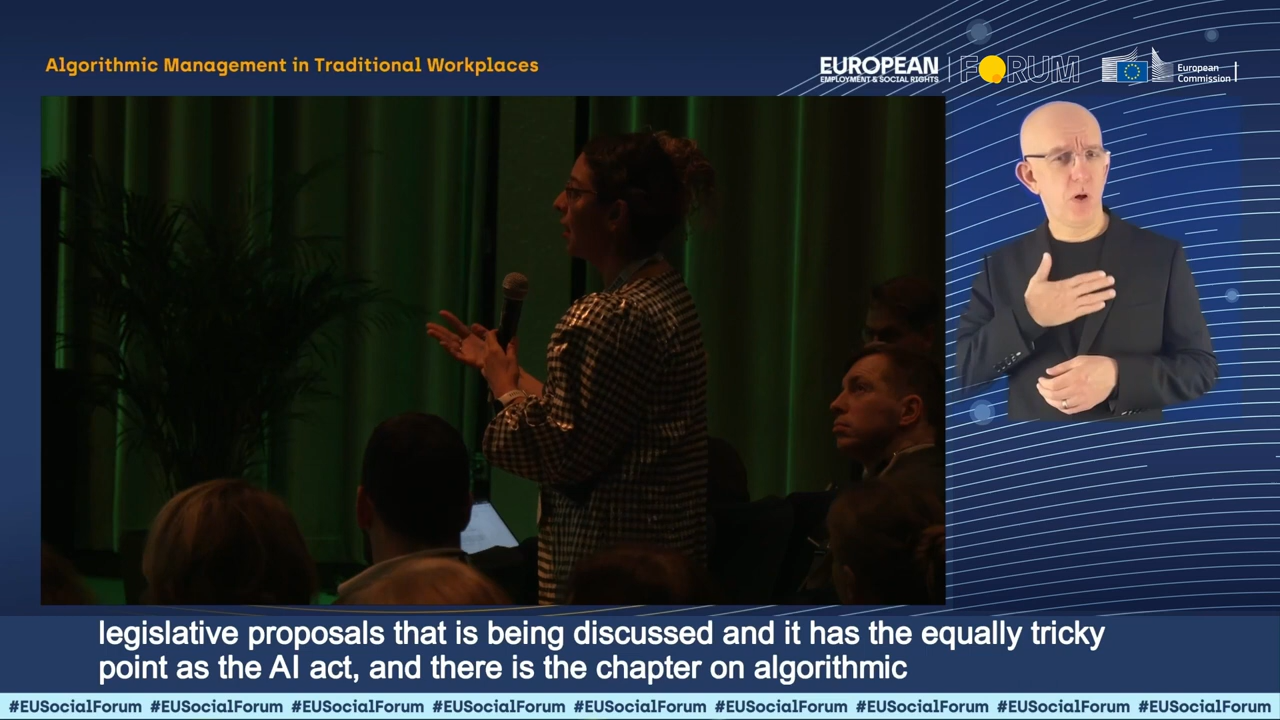 Algorithmic Management in Traditional Workplaces
EUROPEAN
EMPLOYMENT & SOCIAL RIGHTS
FORUM
European
Commission
legislative proposals that is being discussed and it has the equally tricky
point as the AI act, and there is the chapter on algorithmic
#EUSocialForum #EUSocialForum #EUSocialForum #EUSocialForum #EUSocialForum #EUSocialForum #EUSocialForum #EUSocialForum #EUSocialForum